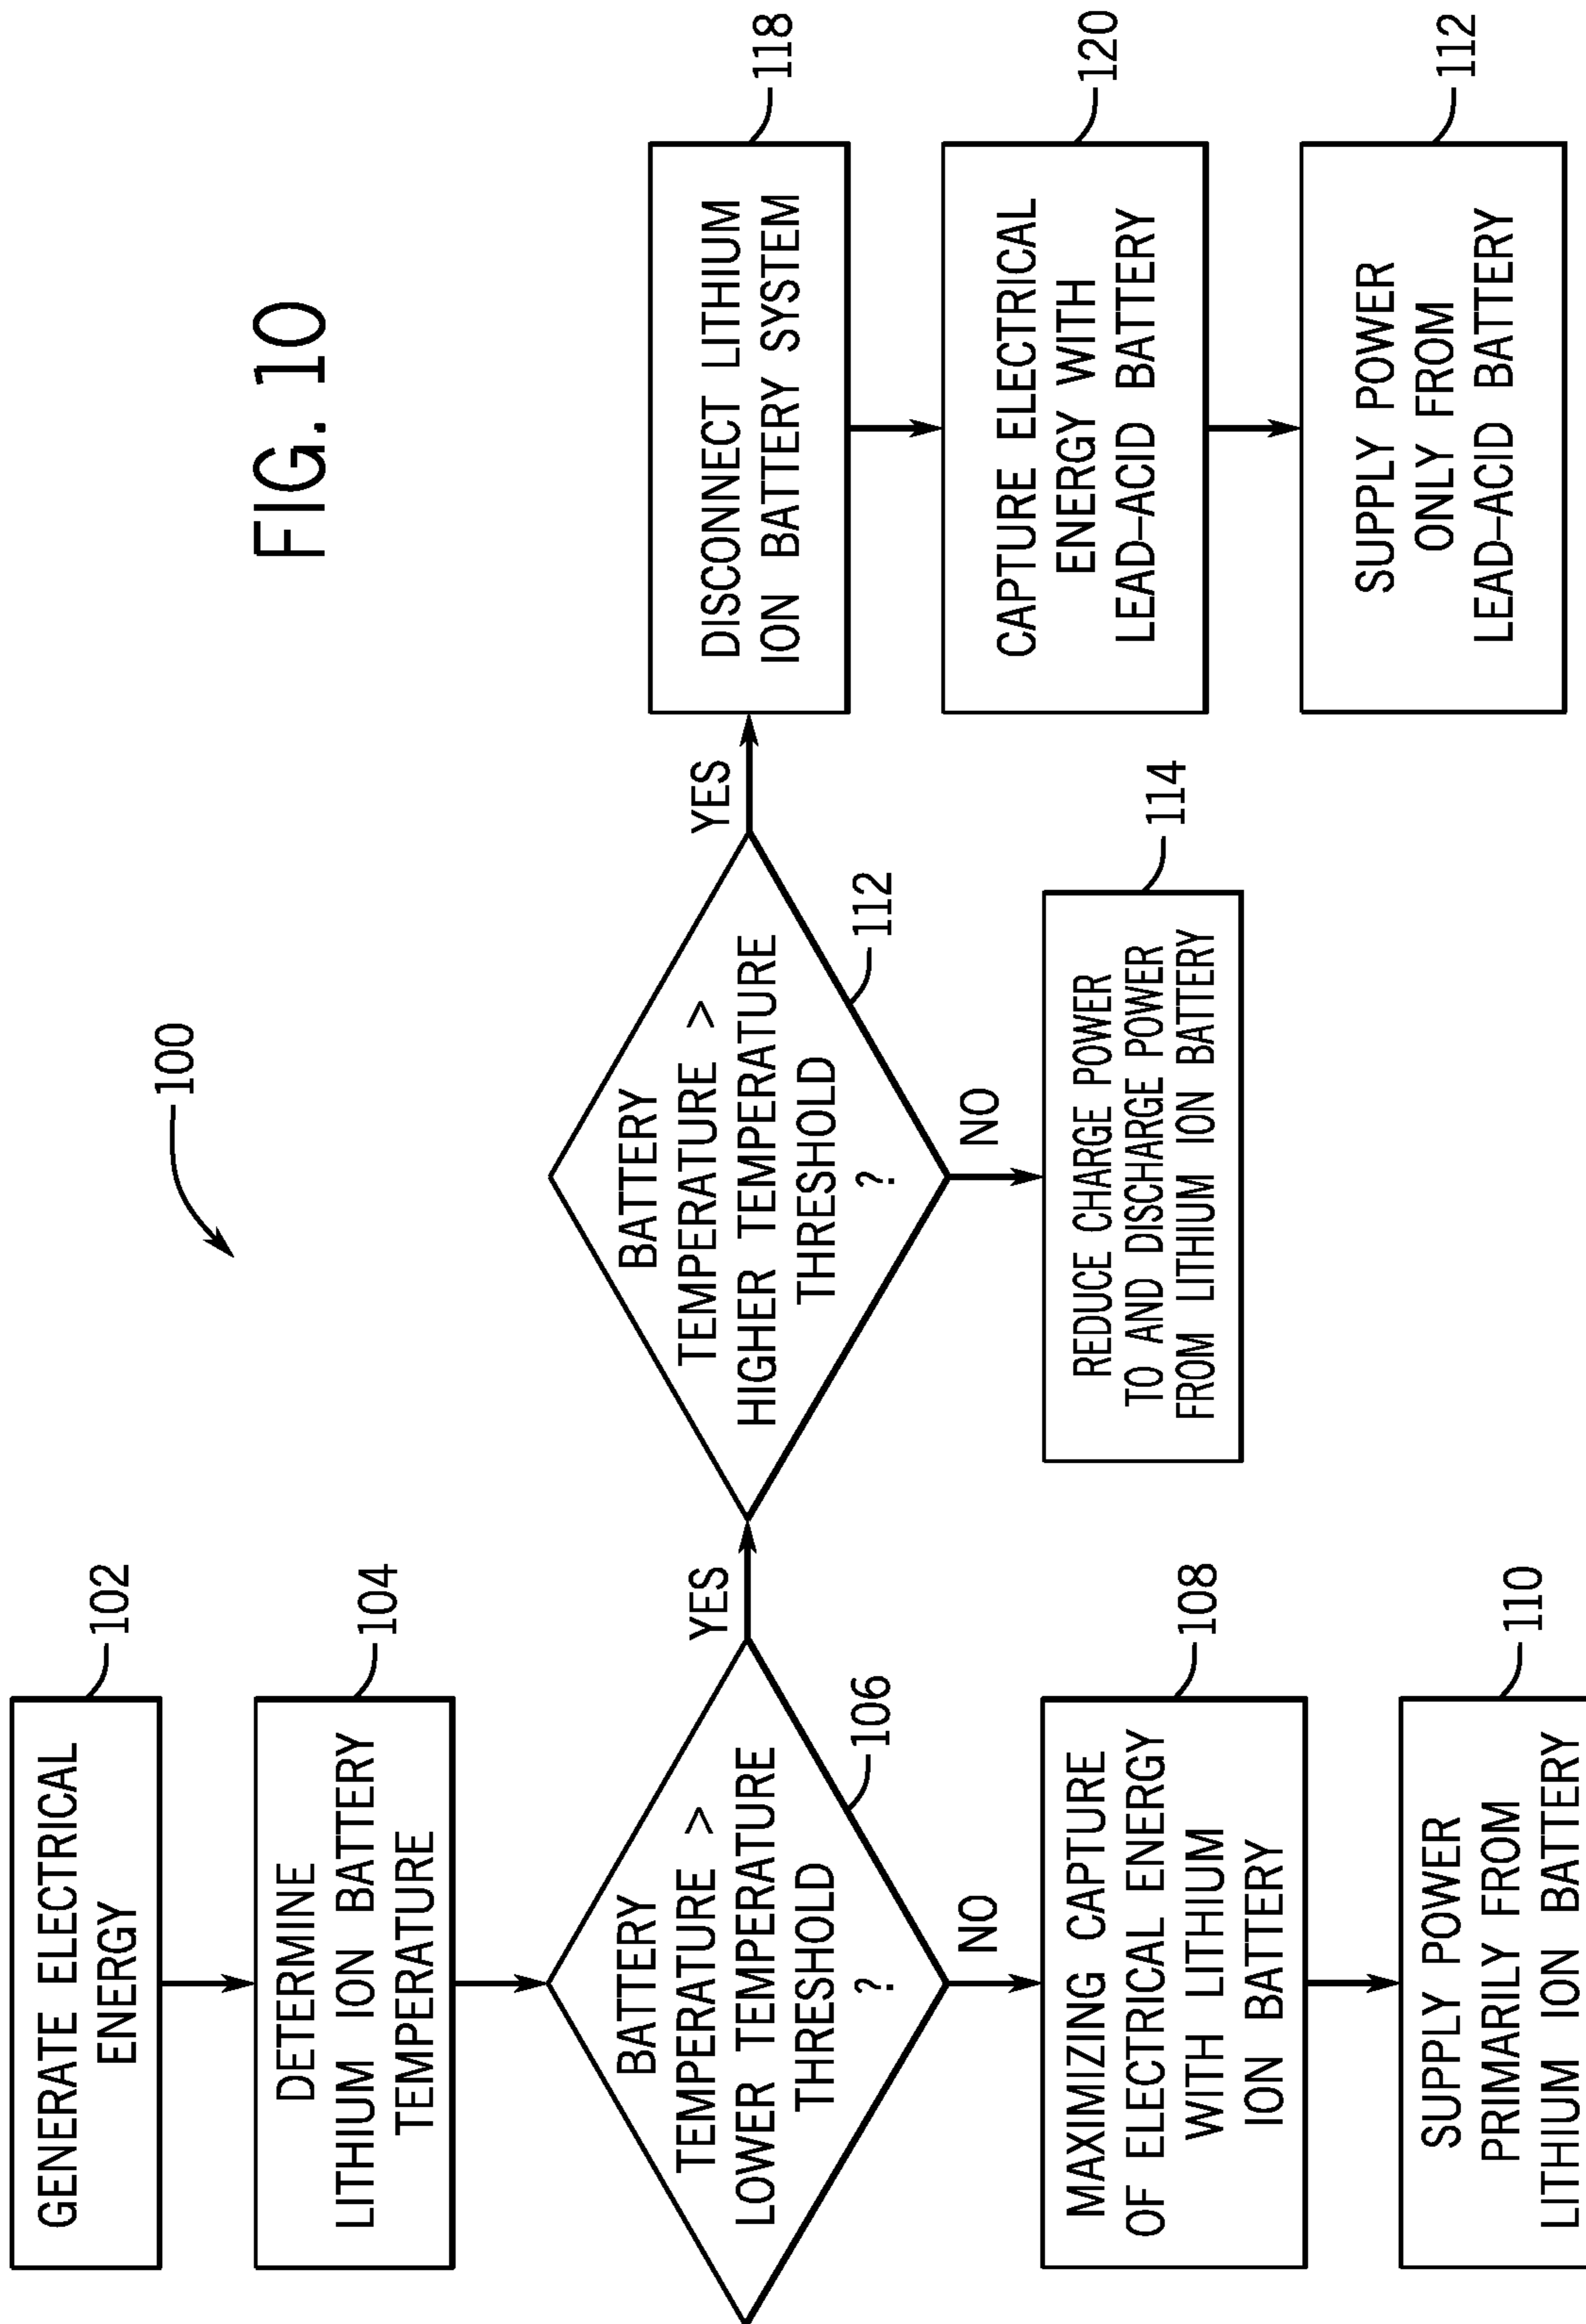 FIG. 10
100
GENERATE ELECTRICAL
ENERGY
102
DETERMINE
LITHIUM ION BATTERY
TEMPERATURE
104
BATTERY
TEMPERATURE >
LOWER TEMPERATURE
THRESHOLD
?
106
YES
NO
MAXIMIZING CAPTURE
OF ELECTRICAL ENERGY
WITH LITHIUM
ION BATTERY
108
SUPPLY POWER
PRIMARILY FROM
LITHIUM ION BATTERY
110
BATTERY
TEMPERATURE >
HIGHER TEMPERATURE
THRESHOLD
?
112
YES
NO
REDUCE CHARGE POWER
TO AND DISCHARGE POWER
FROM LITHIUM ION BATTERY
114
DISCONNECT LITHIUM
ION BATTERY SYSTEM
118
CAPTURE ELECTRICAL
ENERGY WITH
LEAD-ACID BATTERY
120
SUPPLY POWER
ONLY FROM
LEAD-ACID BATTERY
112